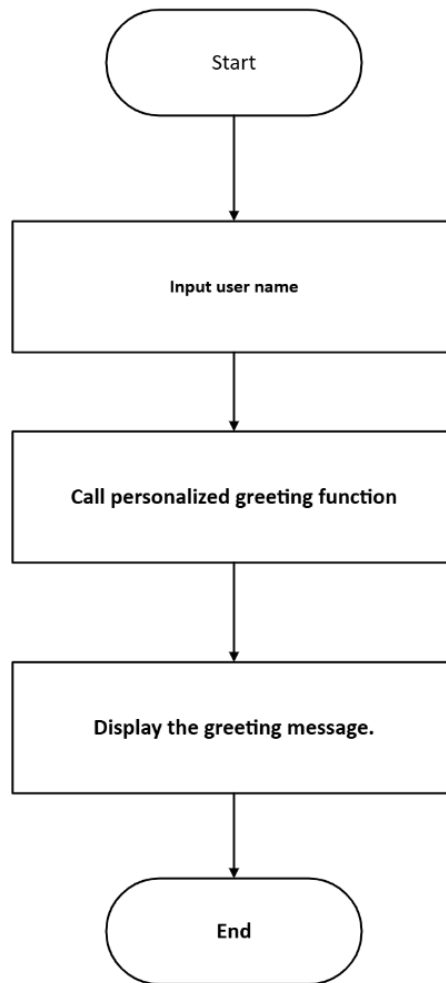 Start
Input user name
Call personalized greeting function
Display the greeting message.
End